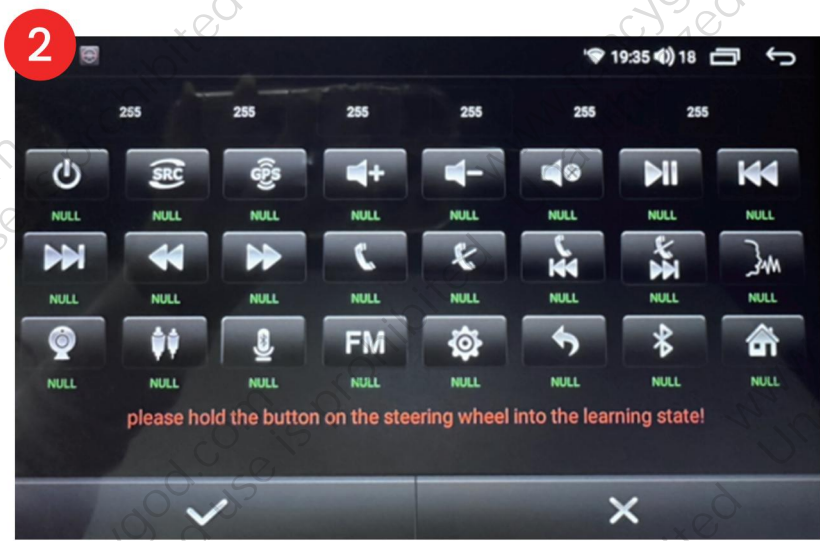 2
19:35 18
255 255 255 255 255 255
SRC GPS
NULL NULL NULL NULL NULL NULL NULL NULL
NULL NULL NULL NULL NULL NULL NULL NULL
FM
NULL NULL NULL NULL NULL NULL NULL NULL
please hold the button on the steering wheel into the learning state!